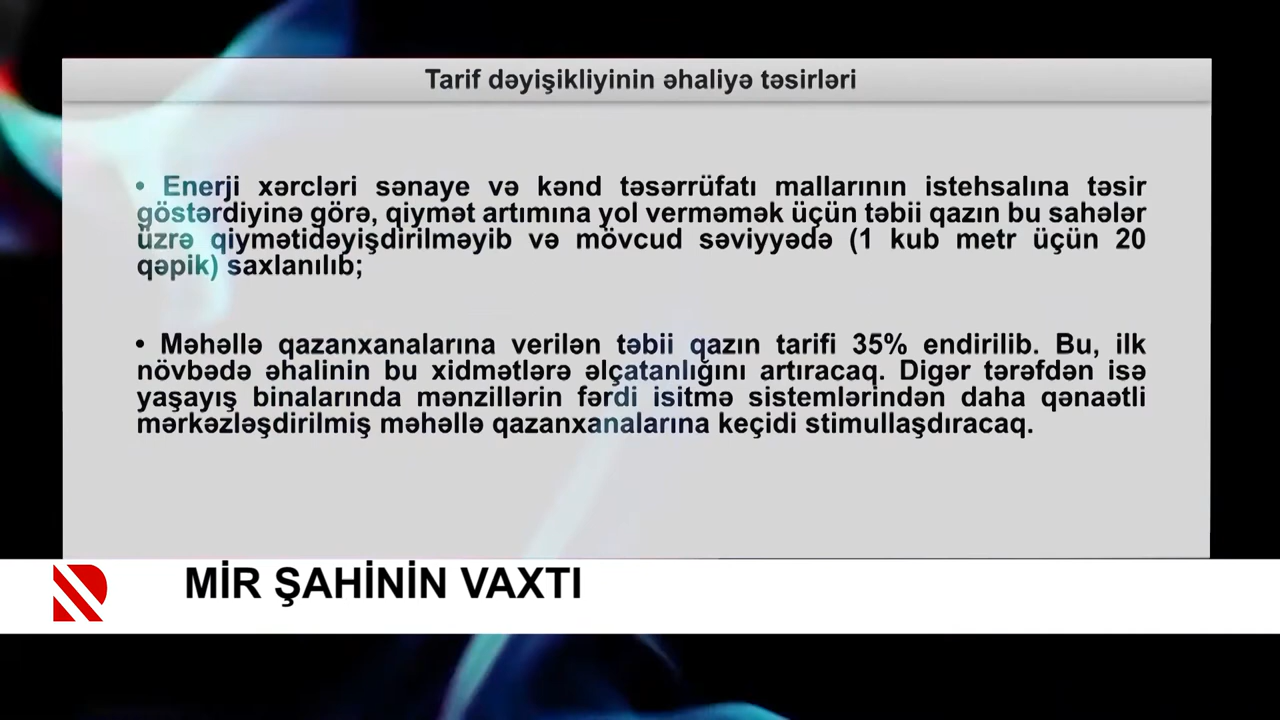 Tarif dəyişikliyinin əhaliyə təsirləri
• Enerji xərcləri sənaye və kənd təsərrüfatı mallarının istehsalına təsir
göstərdiyinə görə, qiymət artımına yol verməmək üçün təbii qazın bu sahələr
üzrə qiymətidəyişdirilməyib və mövcud səviyyədə (1 kub metr üçün 20
qəpik) saxlanılıb;
• Məhəllə qazanxanalarına verilən təbii qazın tarifi 35% endirilib. Bu, ilk
növbədə əhalinin bu xidmətlərə əlçatanlığını artıracaq. Digər tərəfdən isə
yaşayış binalarında mənzillərin fərdi isitmə sistemlərindən daha qənaətli
mərkəzləşdirilmiş məhəllə qazanxanalarına keçidi stimullaşdıracaq.
MİR ŞAHİNİN VAXTI